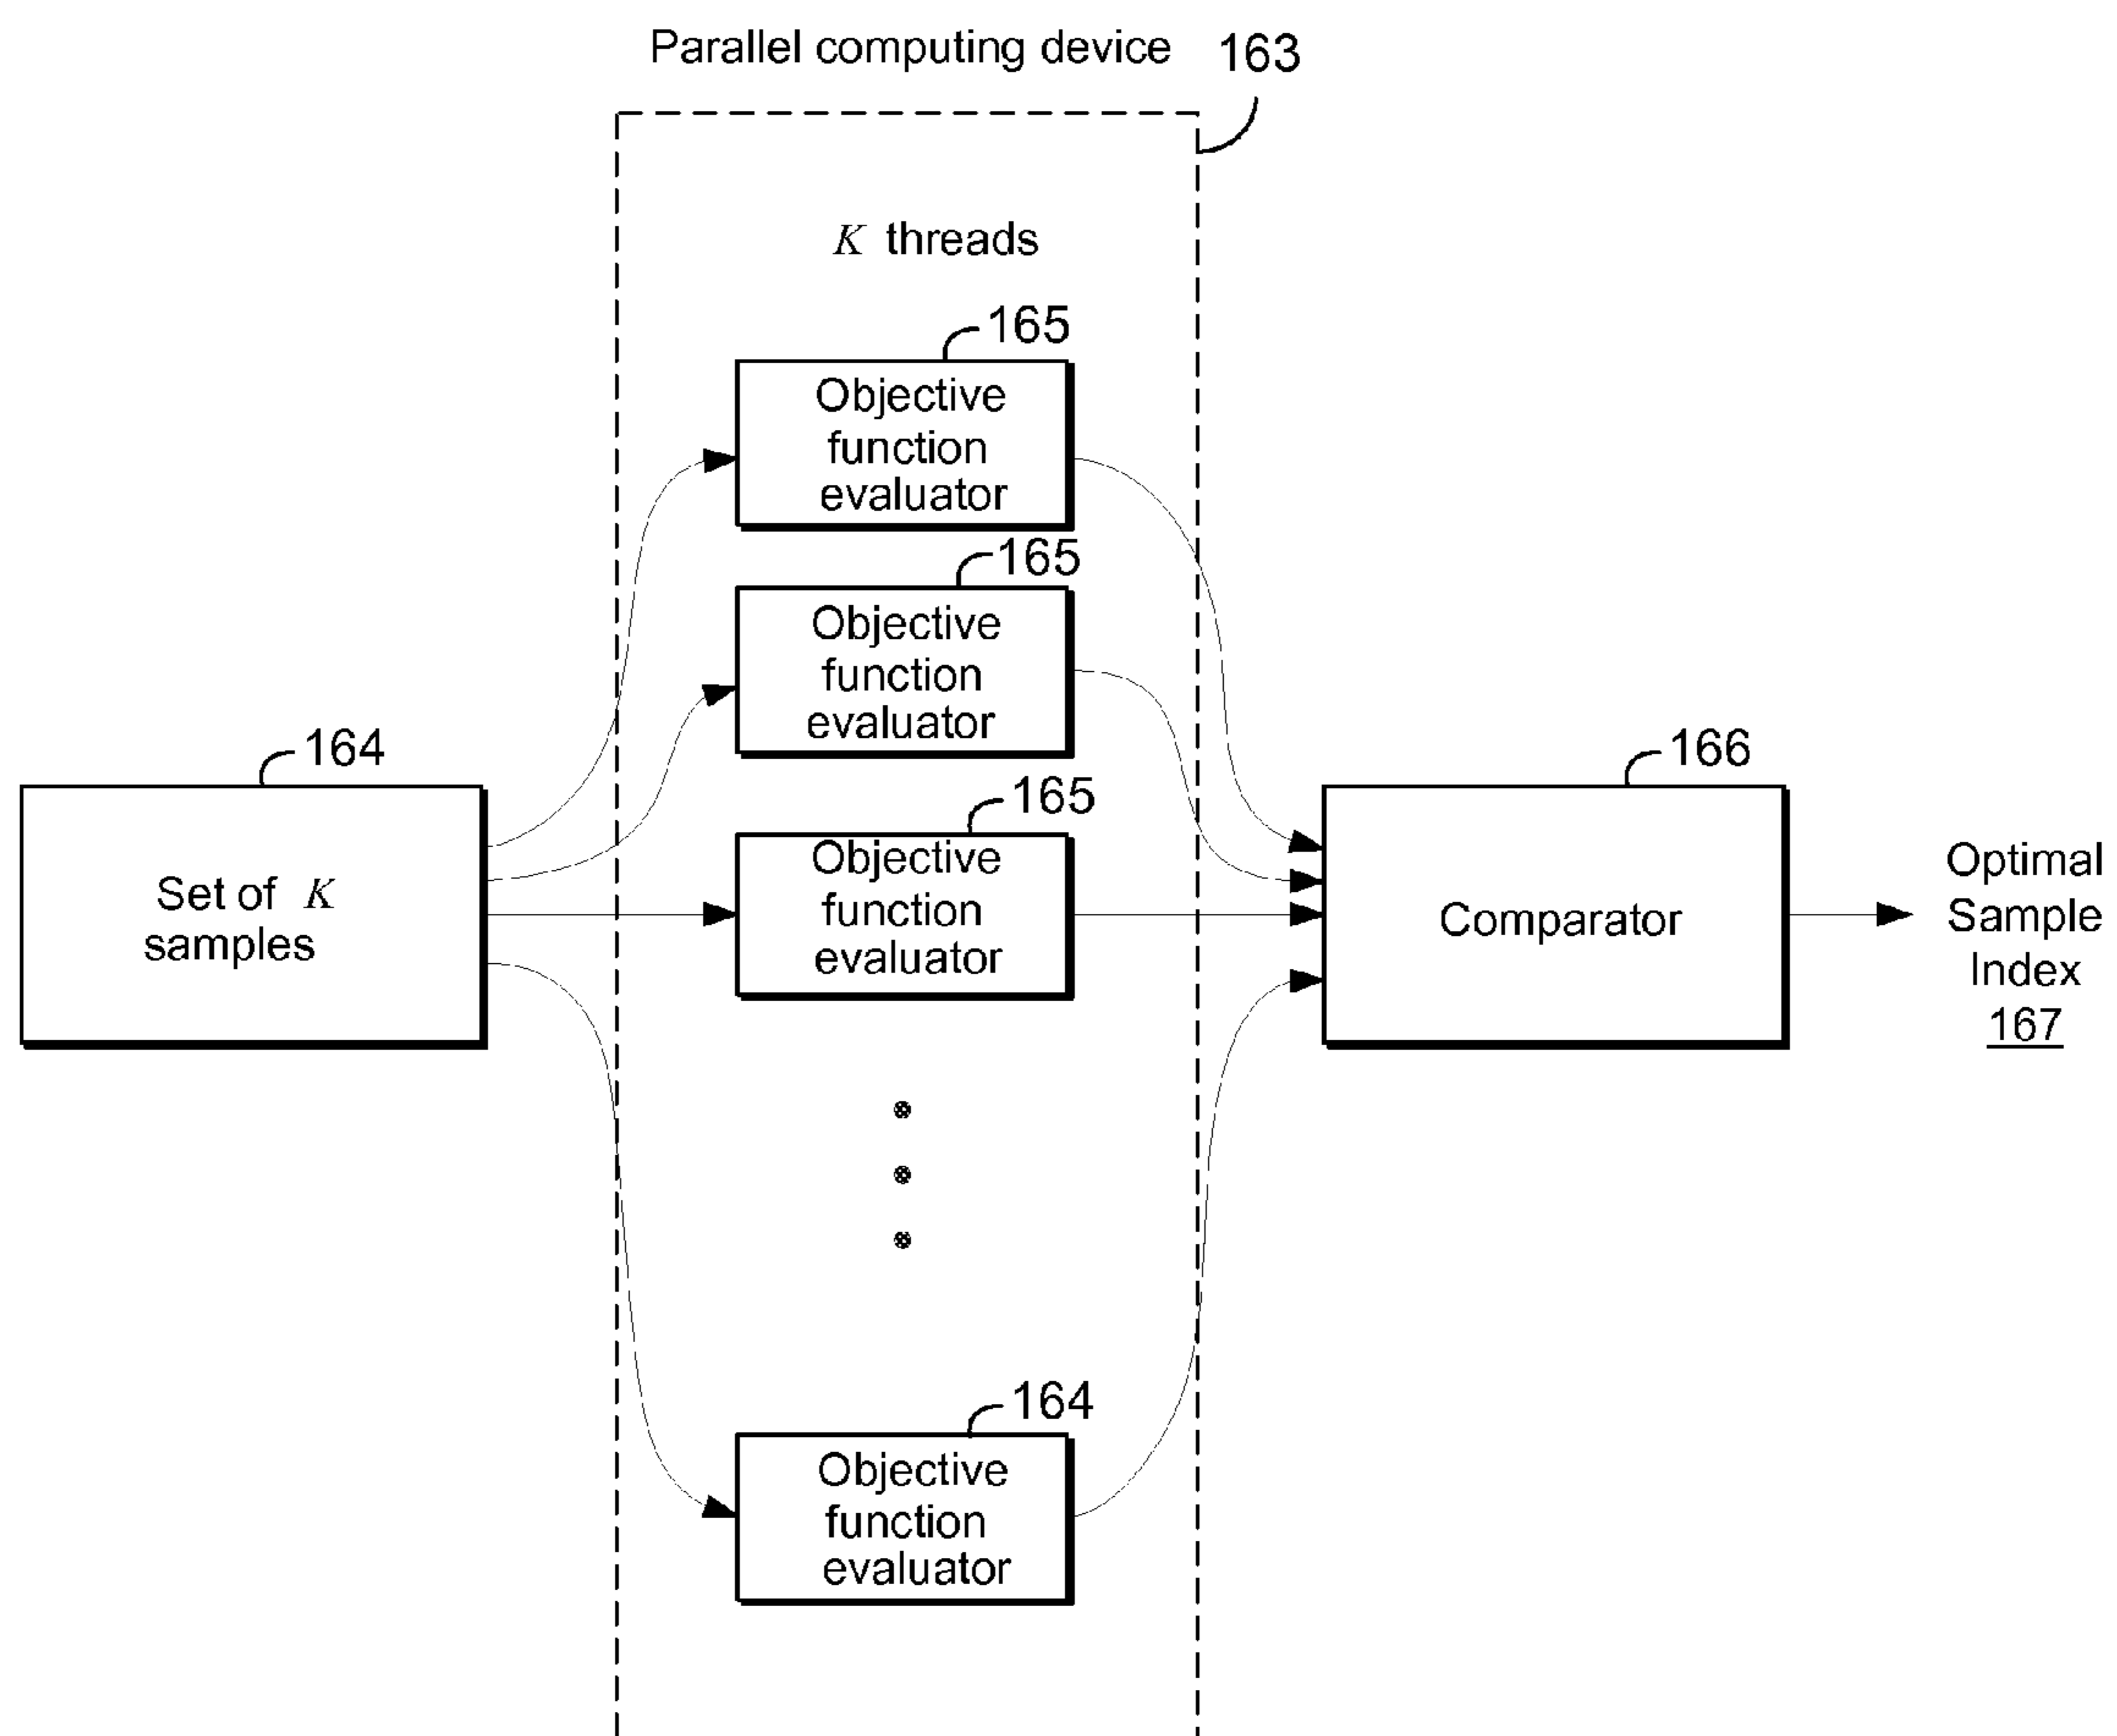 Parallel computing device 163
K threads
165
Objective
function
evaluator
165
Objective
function
evaluator
165
Objective
function
evaluator
164
Set of K
samples
166
Comparator
Optimal
Sample
Index
167
164
Objective
function
evaluator